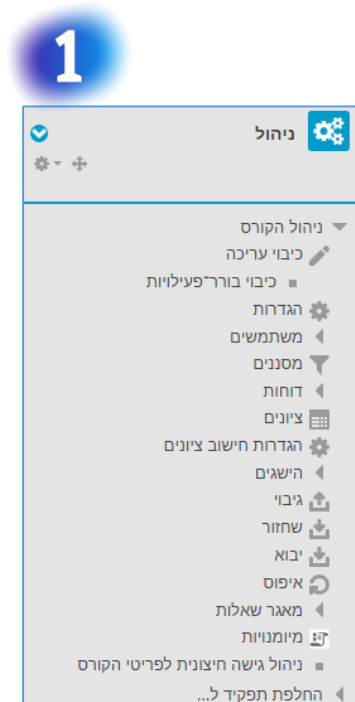 1
ניהול
ניהול הקורס
כיבוי עריכה
כיבוי בורר־פעילויות
הגדרות
משתמשים
מסננים
דוחות
ציונים
הגדרות חישוב ציונים
הישגים
גיבוי
שחזור
יבוא
איפוס
מאגר שאלות
מיומנויות
ניהול גישה חיצונית לפריטי הקורס
החלפת תפקיד ל...